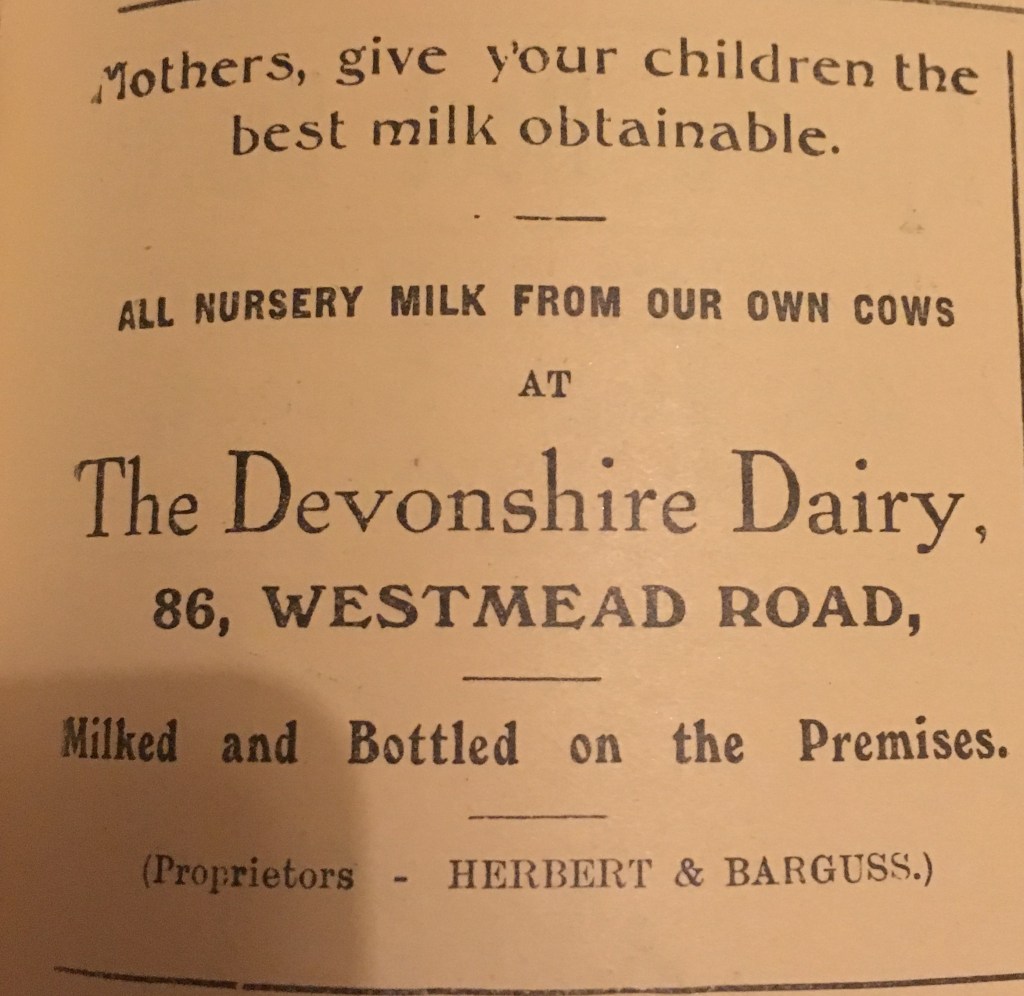 Mothers, give your children the
best milk obtainable.
ALL NURSERY MILK FROM OUR OWN COWS
AT
The Devonshire Dairy,
86, WESTMEAD ROAD,
Milked and Bottled on the Premises.
(Proprietors - HERBERT & BARGUSS.)